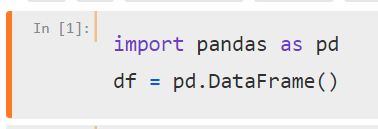 In [1]:
import pandas as pd
df = pd.DataFrame()